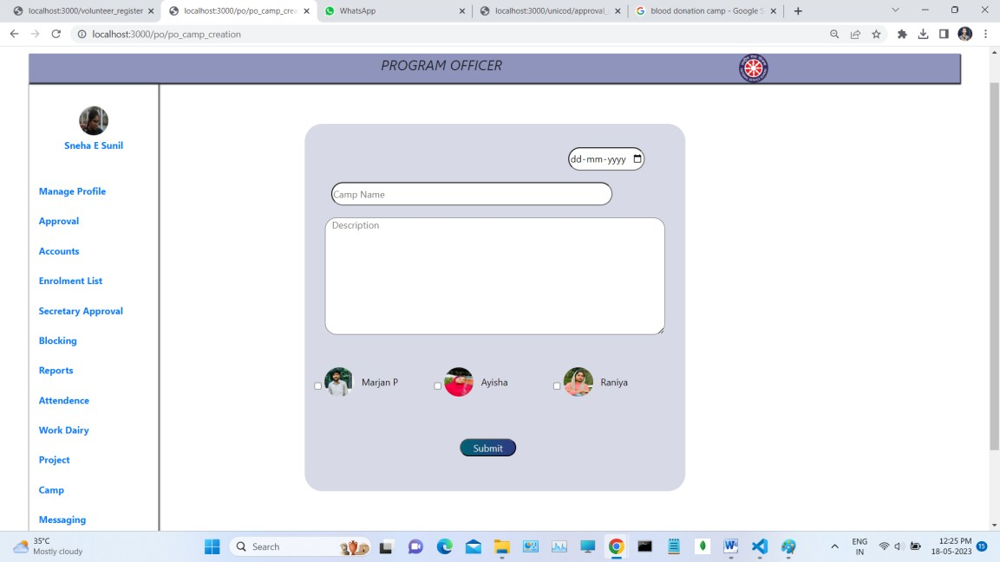 localhost:3000/volunteer_register
localhost:3000/po/po_camp_crea
WhatsApp
localhost:3000/unicod/approval_
blood donation camp - Google S
localhost:3000/po/po_camp_creation
PROGRAM OFFICER
Sneha E Sunil
Manage Profile
Approval
Accounts
Enrolment List
Secretary Approval
Blocking
Reports
Attendence
Work Dairy
Project
Camp
Messaging
dd-mm-yyyy
Camp Name
Description
Marjan P
Ayisha
Raniya
Submit
35°C
Mostly cloudy
Search
ENG
IN
12:25 PM
18-05-2023
15